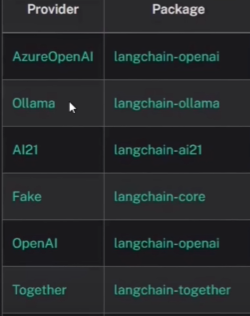 Provider Package
AzureOpenAI langchain-openai
Ollama langchain-ollama
AI21 langchain-ai21
Fake langchain-core
OpenAI langchain-openai
Together langchain-together